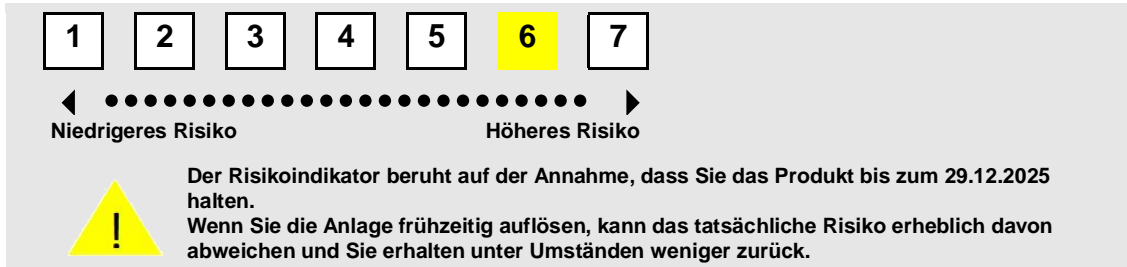 1 2 3 4 5 6 7
Niedrigeres Risiko Höheres Risiko
Der Risikoindikator beruht auf der Annahme, dass Sie das Produkt bis zum 29.12.2025
halten.
Wenn Sie die Anlage frühzeitig auflösen, kann das tatsächliche Risiko erheblich davon
abweichen und Sie erhalten unter Umständen weniger zurück.
!